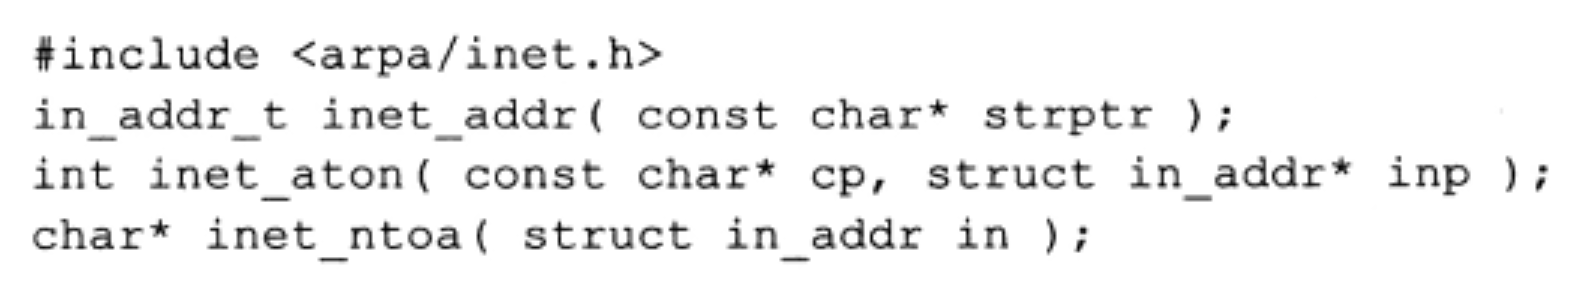 #include <arpa/inet.h>
in_addr_t inet_addr( const char* strptr );
int inet_aton( const char* cp, struct in_addr* inp );
char* inet_ntoa( struct in_addr in );